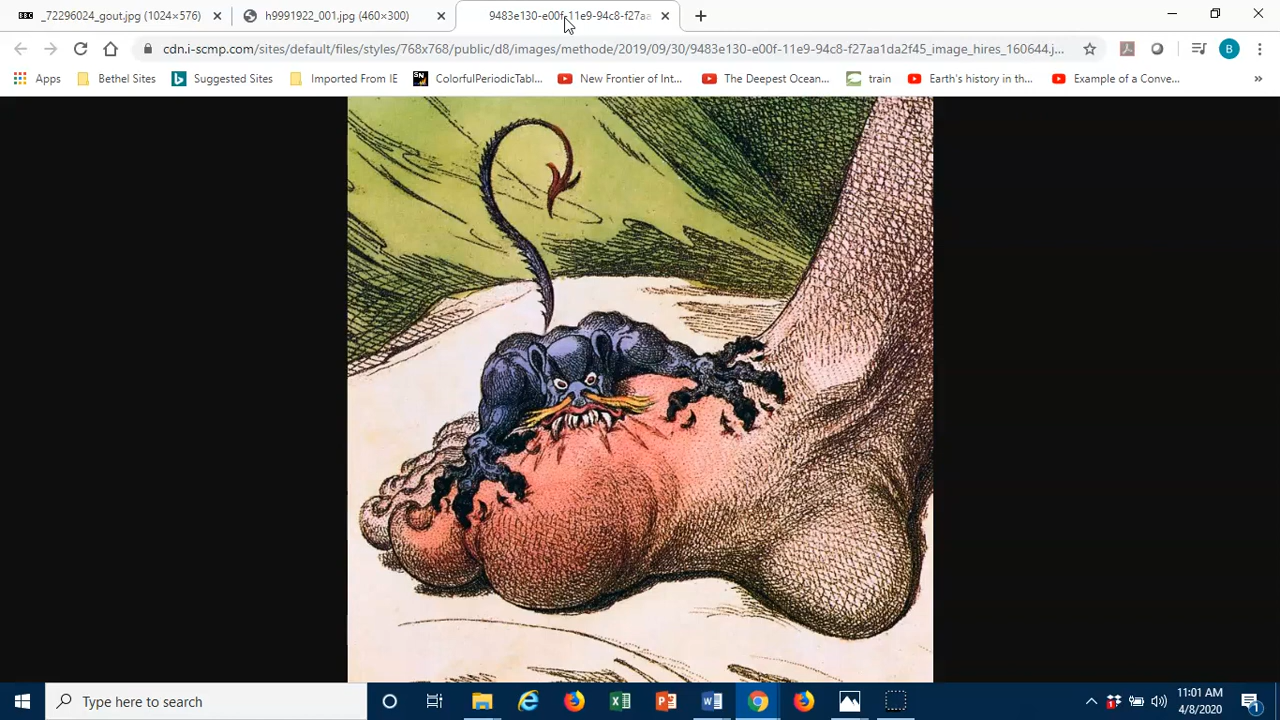 _72296024_gout.jpg (1024×576)
h9991922_001.jpg (460×300)
9483e130-e00f-11e9-94c8-f27aa
cdn.i-scmp.com/sites/default/files/styles/768x768/public/d8/images/methode/2019/09/30/9483e130-e00f-11e9-94c8-f27aa1da2f45_image_hires_160644.j...
B
Apps
Bethel Sites
Suggested Sites
Imported From IE
SN
ColorfulPeriodicTabl...
New Frontier of Int...
The Deepest Ocean...
train
Earth's history in th...
Example of a Conve...
»
Type here to search
11:01 AM
4/8/2020
1